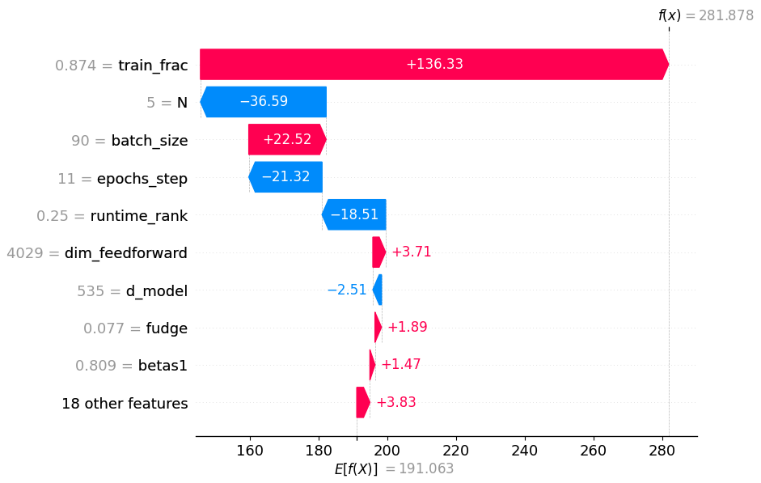 f(x) = 281.878
0.874 = train_frac
+136.33
5 = N
−36.59
90 = batch_size
+22.52
11 = epochs_step
−21.32
0.25 = runtime_rank
−18.51
4029 = dim_feedforward
+3.71
535 = d_model
−2.51
0.077 = fudge
+1.89
0.809 = betas1
+1.47
18 other features
+3.83
160 180 200 220 240 260 280
E[f(X)] = 191.063